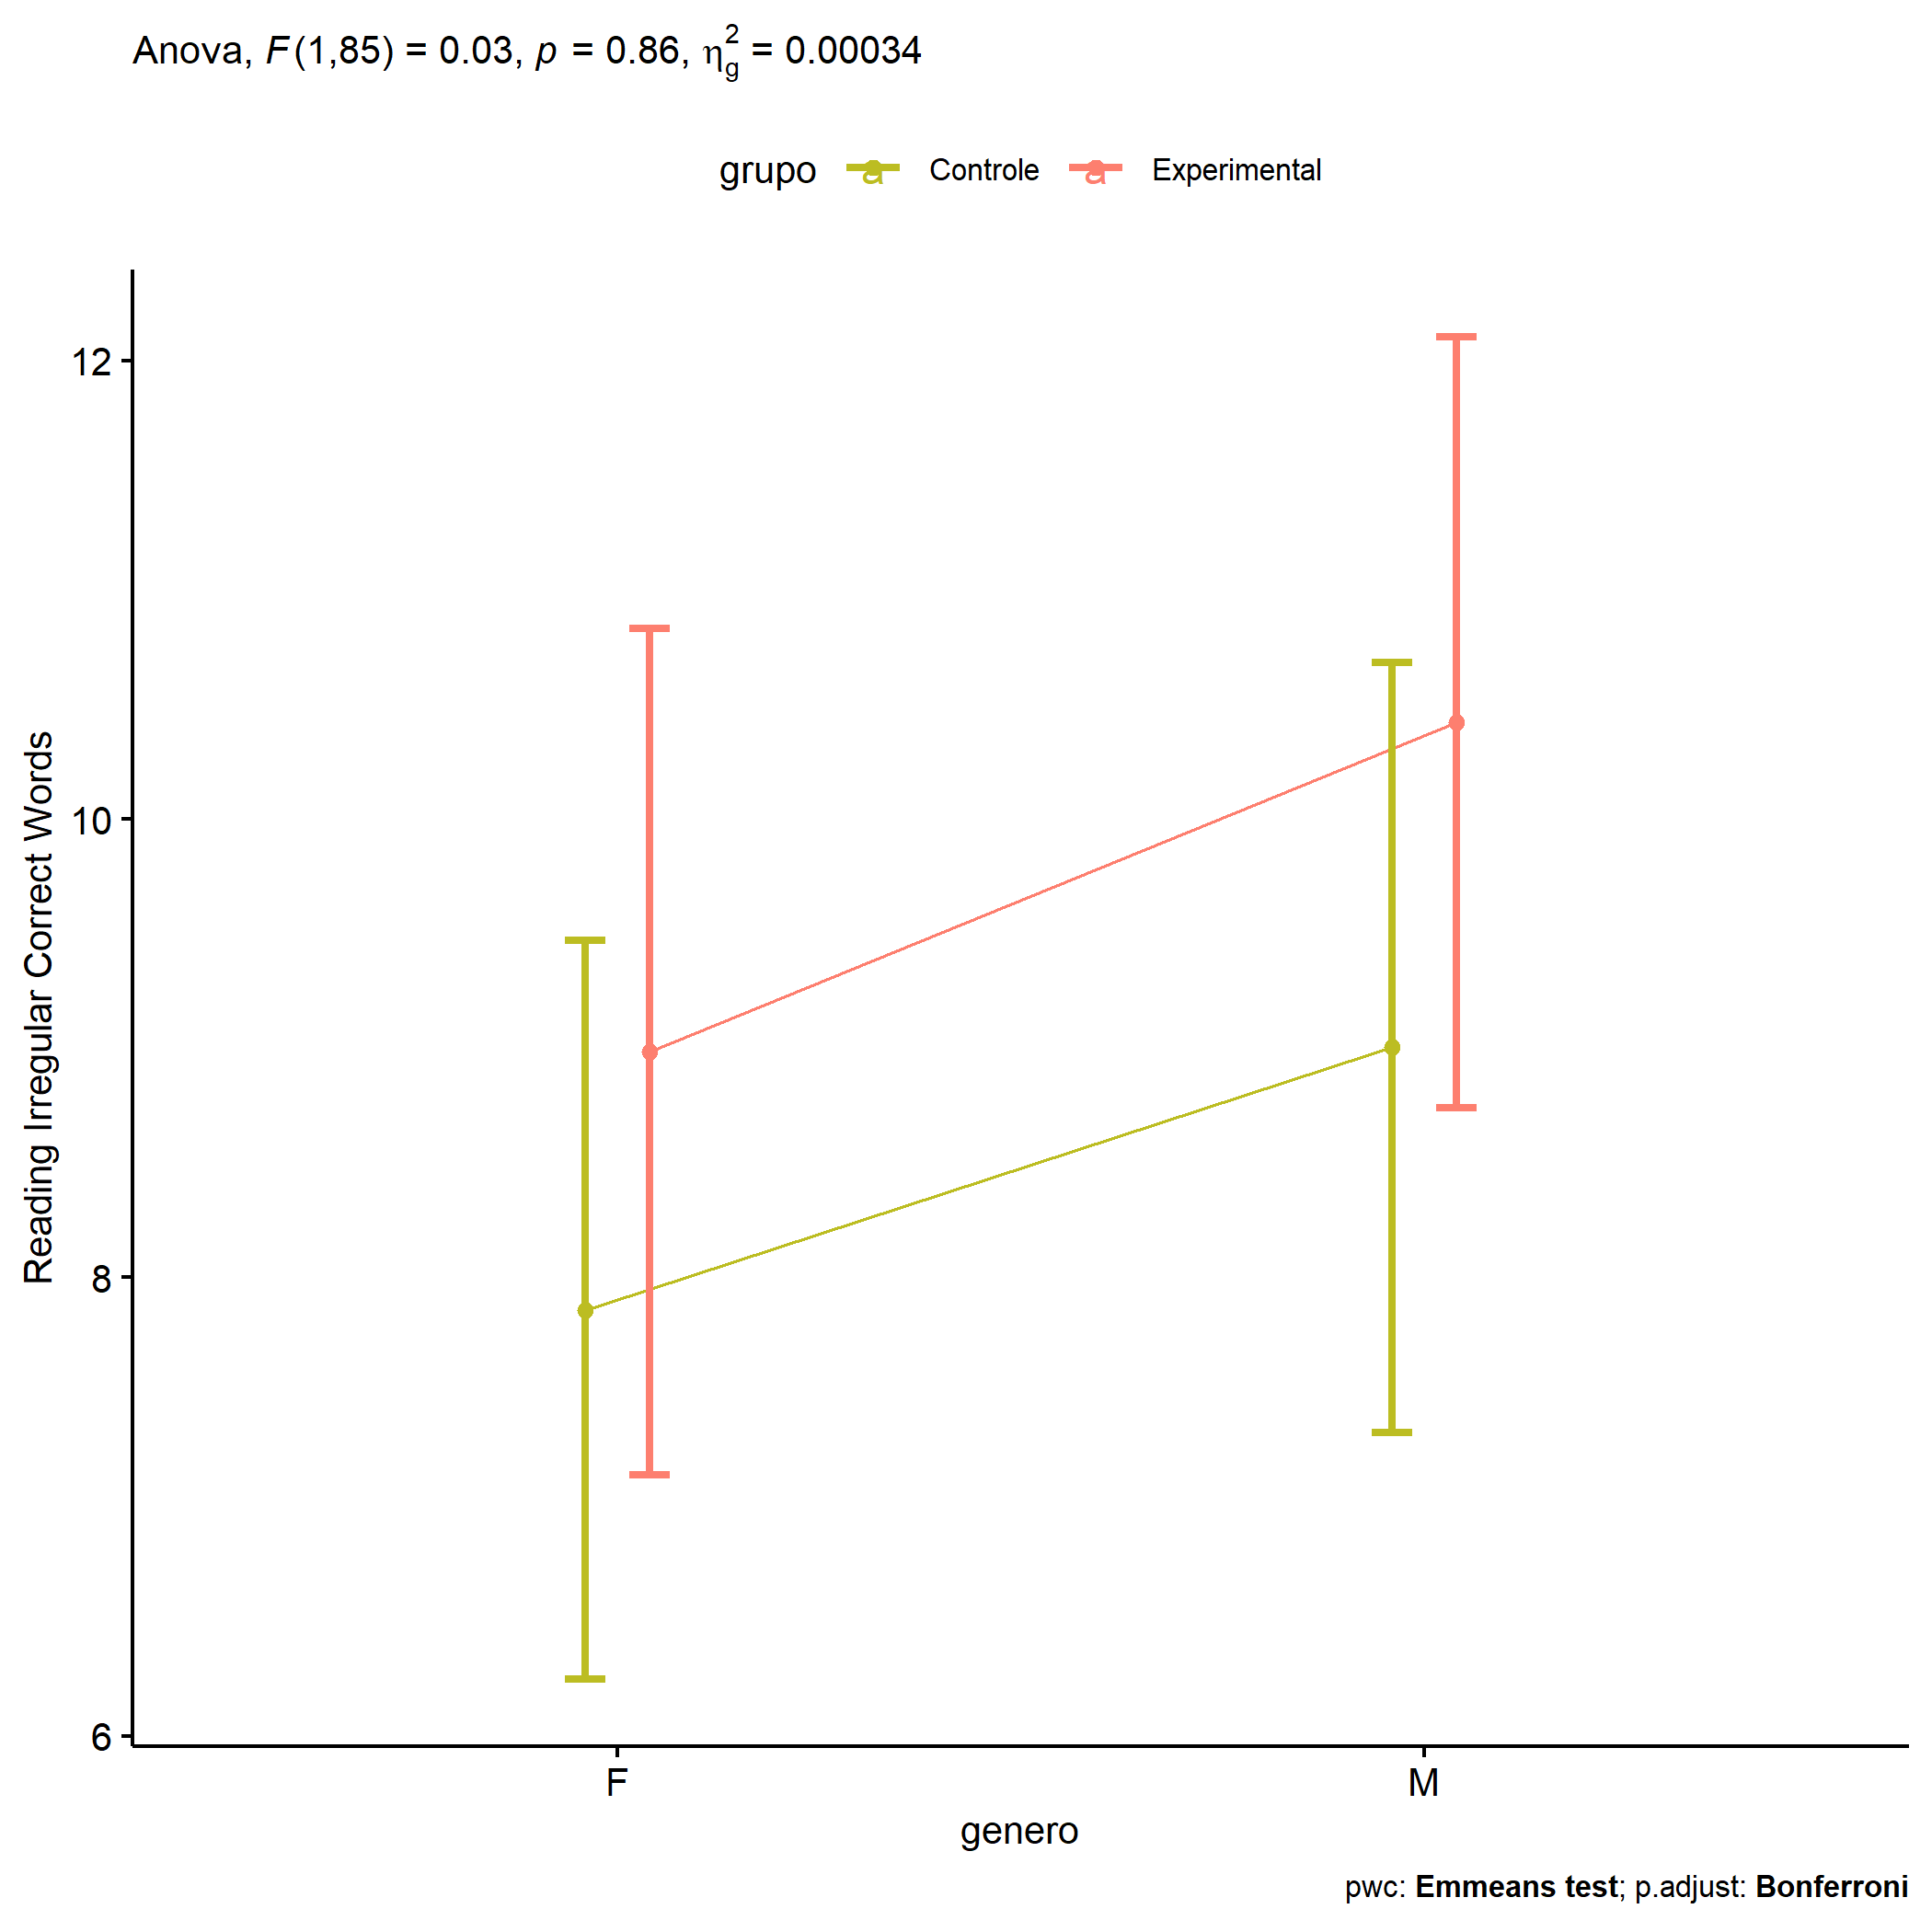 Anova, F(1,85) = 0.03, p = 0.86, η²g = 0.00034
grupo a Controle a Experimental
12
10
8
6
Reading Irregular Correct Words
F M
genero
pwc: Emmeans test; p.adjust: Bonferroni